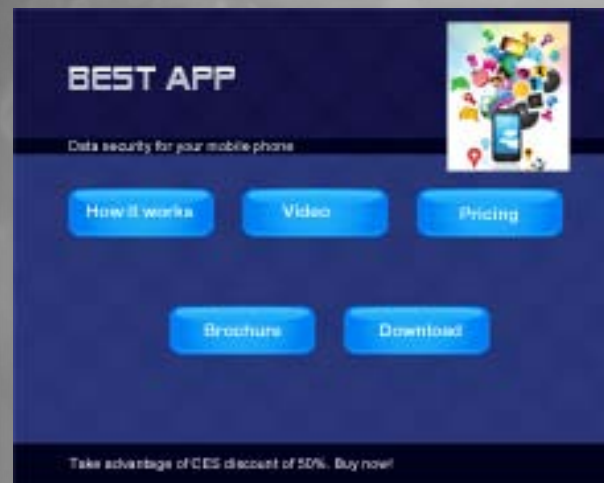 BEST APP
Data security for your mobile phone
How it works
Video
Pricing
Brochure
Download
Take advantage of CES discount of 50%. Buy now!